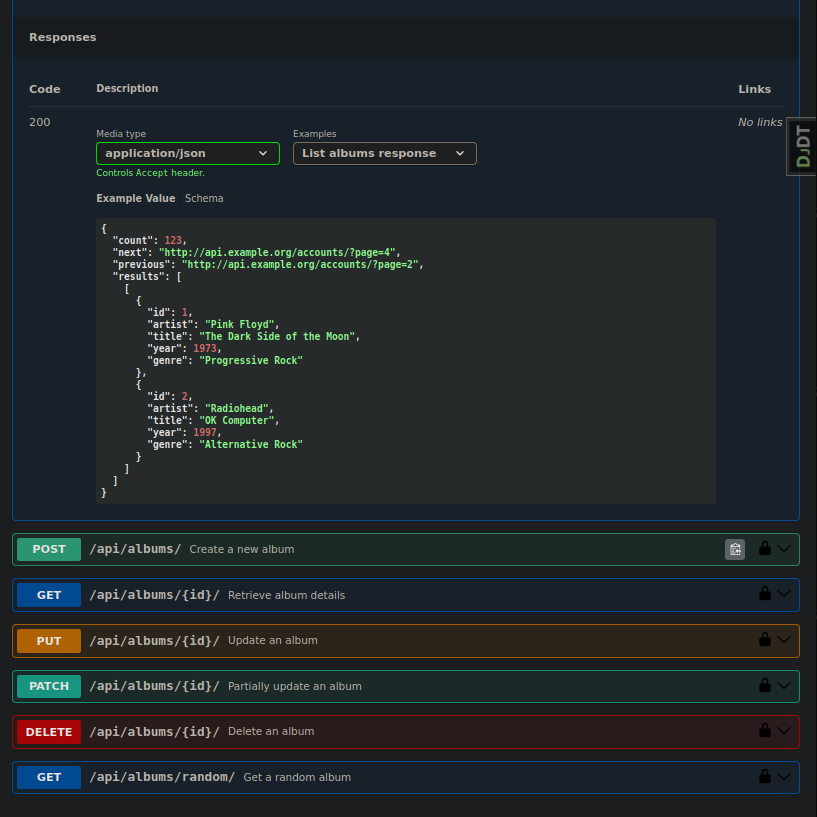 Responses
Code Description Links
200 No links
Media type Examples
application/json List albums response
Controls Accept header.
Example Value Schema
{
  "count": 123,
  "next": "http://api.example.org/accounts/?page=4",
  "previous": "http://api.example.org/accounts/?page=2",
  "results": [
    [
      {
        "id": 1,
        "artist": "Pink Floyd",
        "title": "The Dark Side of the Moon",
        "year": 1973,
        "genre": "Progressive Rock"
      },
      {
        "id": 2,
        "artist": "Radiohead",
        "title": "OK Computer",
        "year": 1997,
        "genre": "Alternative Rock"
      }
    ]
  ]
}
DJDT
POST /api/albums/ Create a new album
GET /api/albums/{id}/ Retrieve album details
PUT /api/albums/{id}/ Update an album
PATCH /api/albums/{id}/ Partially update an album
DELETE /api/albums/{id}/ Delete an album
GET /api/albums/random/ Get a random album